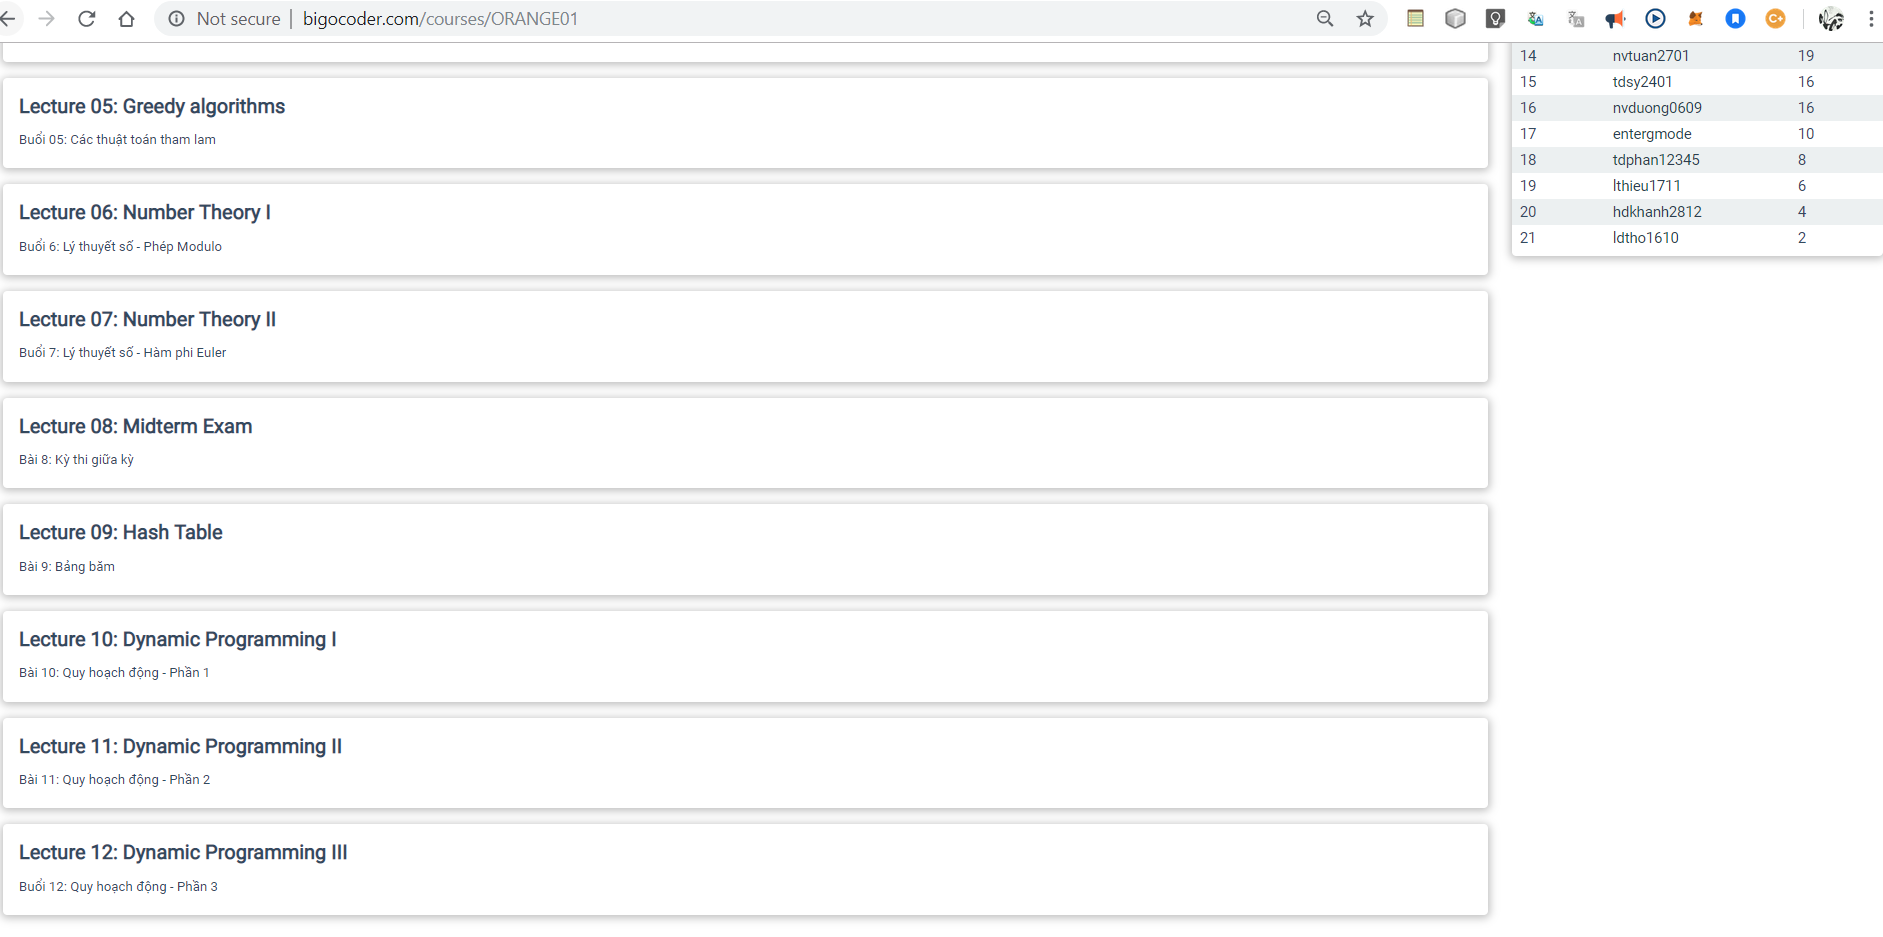 Not secure | bigocoder.com/courses/ORANGE01
Lecture 05: Greedy algorithms
Buổi 05: Các thuật toán tham lam
Lecture 06: Number Theory I
Buổi 6: Lý thuyết số - Phép Modulo
Lecture 07: Number Theory II
Buổi 7: Lý thuyết số - Hàm phi Euler
Lecture 08: Midterm Exam
Bài 8: Kỳ thi giữa kỳ
Lecture 09: Hash Table
Bài 9: Bảng băm
Lecture 10: Dynamic Programming I
Bài 10: Quy hoạch động - Phần 1
Lecture 11: Dynamic Programming II
Bài 11: Quy hoạch động - Phần 2
Lecture 12: Dynamic Programming III
Buổi 12: Quy hoạch động - Phần 3
14 nvtuan2701 19
15 tdsy2401 16
16 nvduong0609 16
17 entergmode 10
18 tdphan12345 8
19 lthieu1711 6
20 hdkhanh2812 4
21 ldtho1610 2